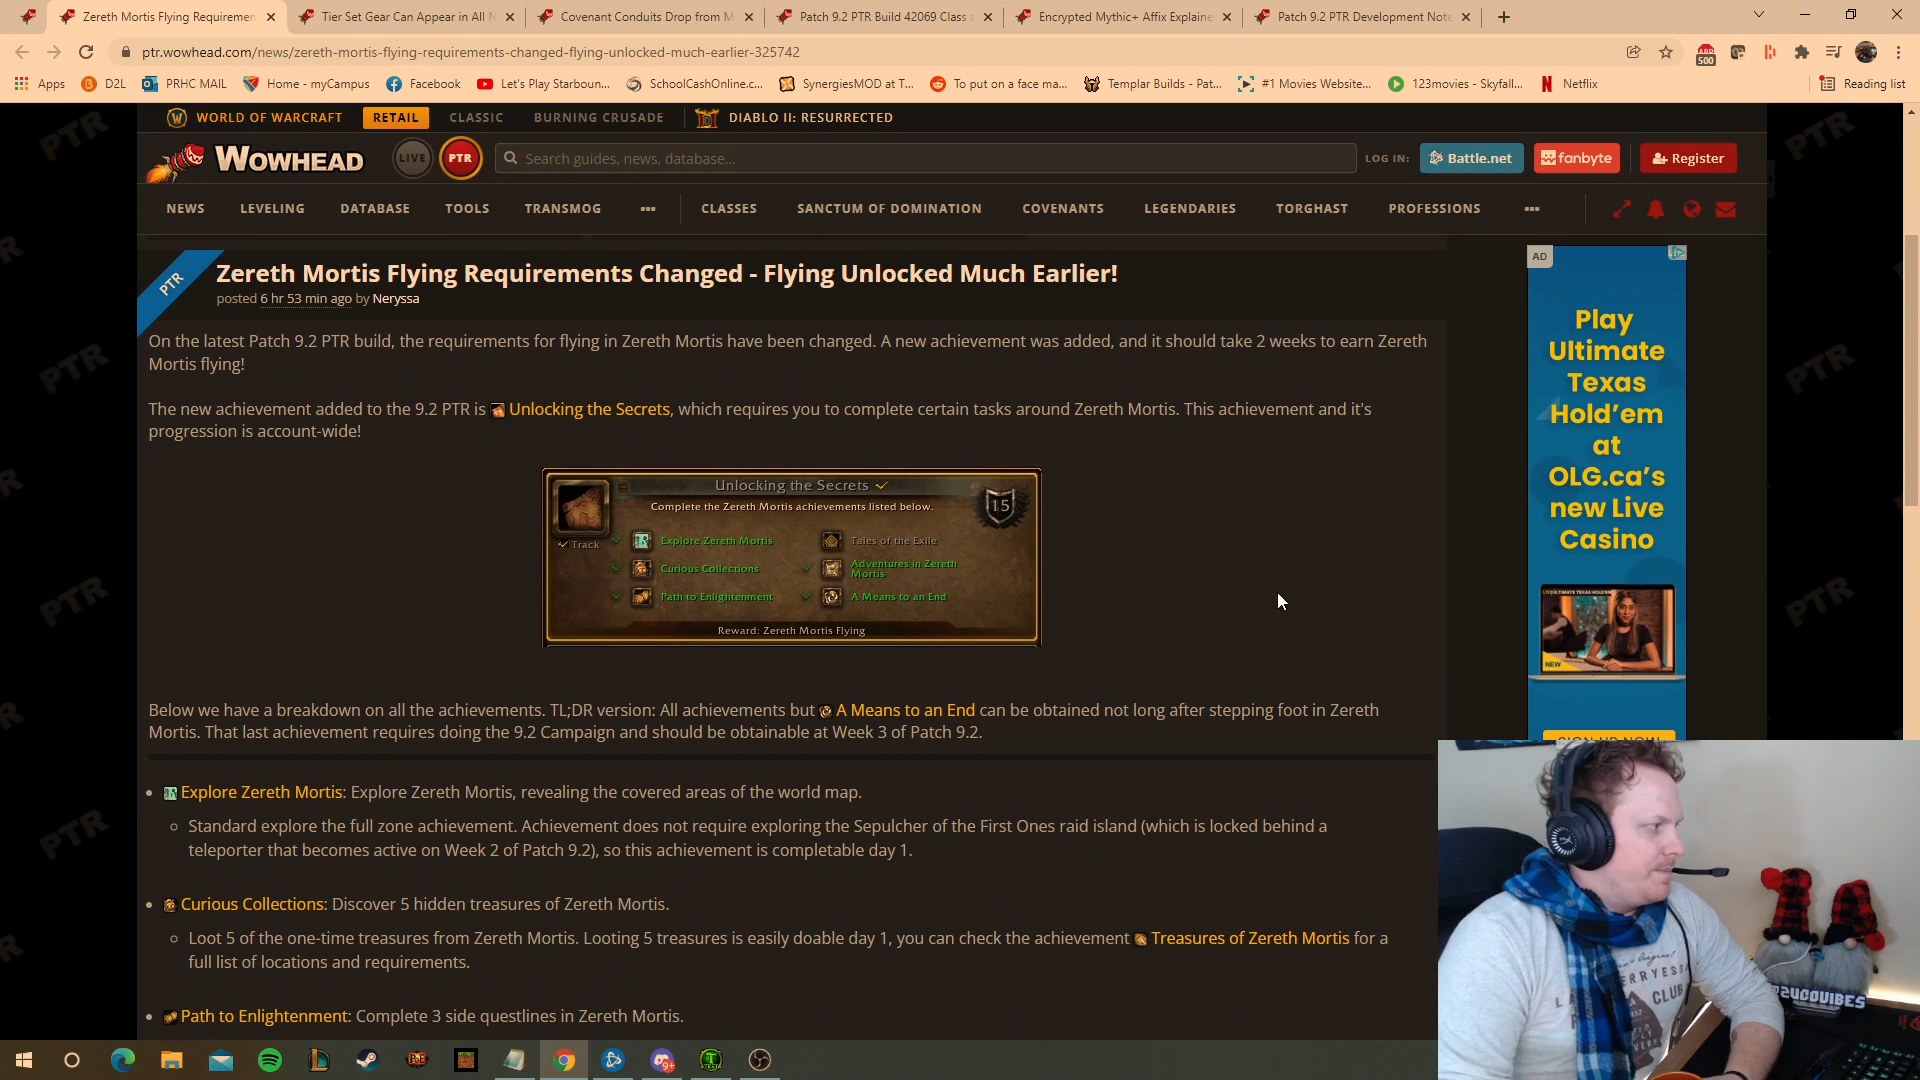 Zereth Mortis Flying Requiremen
Tier Set Gear Can Appear in All N
Covenant Conduits Drop from M
Patch 9.2 PTR Build 42069 Class a
Encrypted Mythic+ Affix Explaine
Patch 9.2 PTR Development Note
ptr.wowhead.com/news/zereth-mortis-flying-requirements-changed-flying-unlocked-much-earlier-325742
Apps
D2L
PRHC MAIL
Home - myCampus
Facebook
Let's Play Starboun...
SchoolCashOnline.c...
SynergiesMOD at T...
To put on a face ma...
Templar Builds - Pat...
#1 Movies Website...
123movies - Skyfall...
Netflix
Reading list
WORLD OF WARCRAFT
RETAIL
CLASSIC
BURNING CRUSADE
DIABLO II: RESURRECTED
WOWHEAD
LIVE
PTR
Search guides, news, database...
LOG IN:
Battle.net
fanbyte
Register
NEWS
LEVELING
DATABASE
TOOLS
TRANSMOG
CLASSES
SANCTUM OF DOMINATION
COVENANTS
LEGENDARIES
TORGHAST
PROFESSIONS
PTR
Zereth Mortis Flying Requirements Changed - Flying Unlocked Much Earlier!
posted 6 hr 53 min ago by Neryssa
On the latest Patch 9.2 PTR build, the requirements for flying in Zereth Mortis have been changed. A new achievement was added, and it should take 2 weeks to earn Zereth
Mortis flying!
The new achievement added to the 9.2 PTR is Unlocking the Secrets, which requires you to complete certain tasks around Zereth Mortis. This achievement and it's
progression is account-wide!
Unlocking the Secrets
Complete the Zereth Mortis achievements listed below.
15
Track
Explore Zereth Mortis
Tales of the Exile
Curious Collections
Adventures in Zereth
Mortis
Path to Enlightenment
A Means to an End
Reward: Zereth Mortis Flying
Below we have a breakdown on all the achievements. TL;DR version: All achievements but A Means to an End can be obtained not long after stepping foot in Zereth
Mortis. That last achievement requires doing the 9.2 Campaign and should be obtainable at Week 3 of Patch 9.2.
• Explore Zereth Mortis: Explore Zereth Mortis, revealing the covered areas of the world map.
Standard explore the full zone achievement. Achievement does not require exploring the Sepulcher of the First Ones raid island (which is locked behind a
teleporter that becomes active on Week 2 of Patch 9.2), so this achievement is completable day 1.
• Curious Collections: Discover 5 hidden treasures of Zereth Mortis.
Loot 5 of the one-time treasures from Zereth Mortis. Looting 5 treasures is easily doable day 1, you can check the achievement Treasures of Zereth Mortis for a
full list of locations and requirements.
• Path to Enlightenment: Complete 3 side questlines in Zereth Mortis.
AD
Play
Ultimate
Texas
Hold'em
at
OLG.ca's
new Live
Casino
NEW